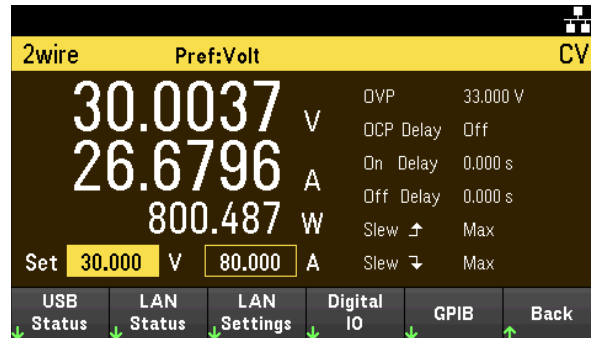 2wire Pref:Volt CV
30.0037 V
26.6796 A
800.487 W
OVP 33.000 V
OCP Delay Off
On Delay 0.000 s
Off Delay 0.000 s
Slew Max
Slew Max
Set 30.000 V 80.000 A
USB Status
LAN Status
LAN Settings
Digital IO
GPIB
Back